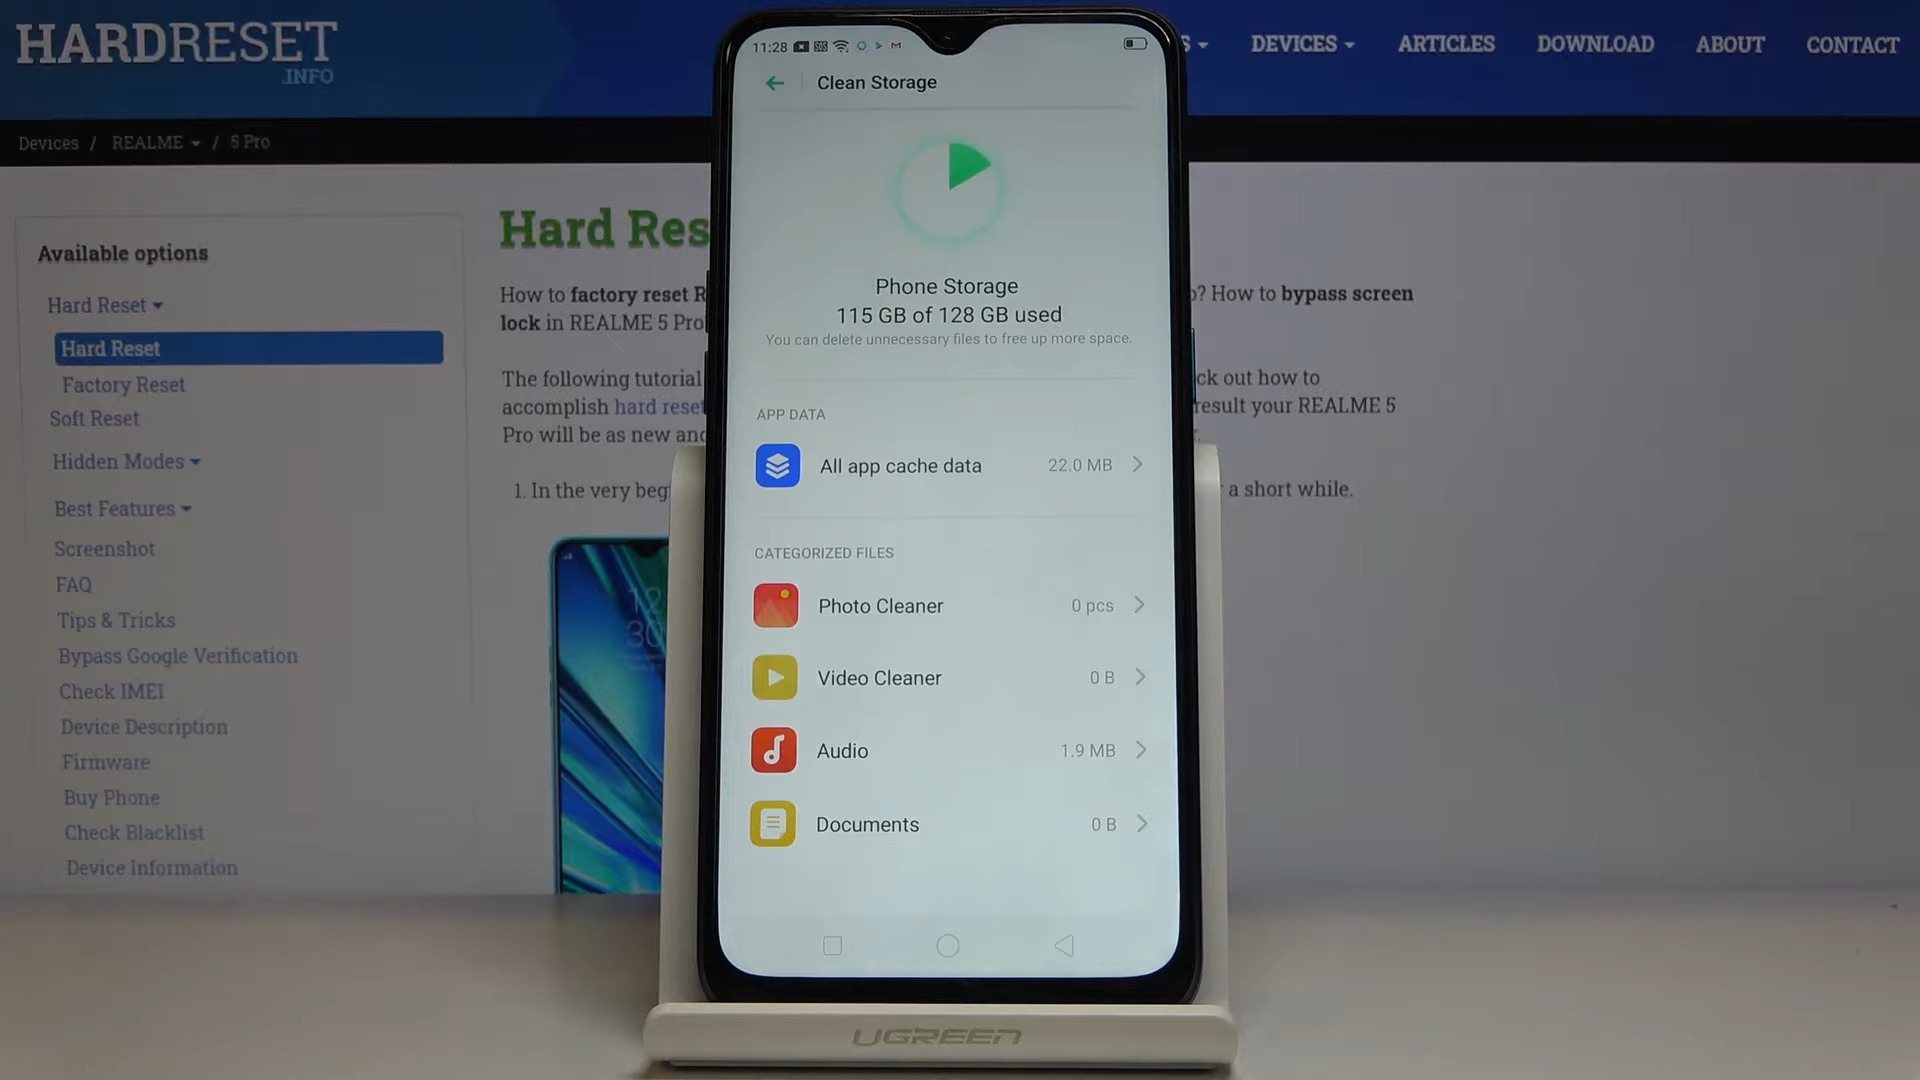 HARDRESET
.INFO
DEVICES
ARTICLES
DOWNLOAD
ABOUT
CONTACT
Devices / REALME / 5 Pro
Available options
Hard Reset
Hard Reset
Factory Reset
Soft Reset
Hidden Modes
Best Features
Screenshot
FAQ
Tips & Tricks
Bypass Google Verification
Check IMEI
Device Description
Firmware
Buy Phone
Check Blacklist
Device Information
Hard Res
How to factory reset R ? How to bypass screen
lock in REALME 5 Pro
The following tutorial ck out how to
accomplish hard reset result your REALME 5
Pro will be as new and
1. In the very beg a short while.
12
30
11:28
Clean Storage
Phone Storage
115 GB of 128 GB used
You can delete unnecessary files to free up more space.
APP DATA
All app cache data 22.0 MB
CATEGORIZED FILES
Photo Cleaner 0 pcs
Video Cleaner 0 B
Audio 1.9 MB
Documents 0 B
UGREEN